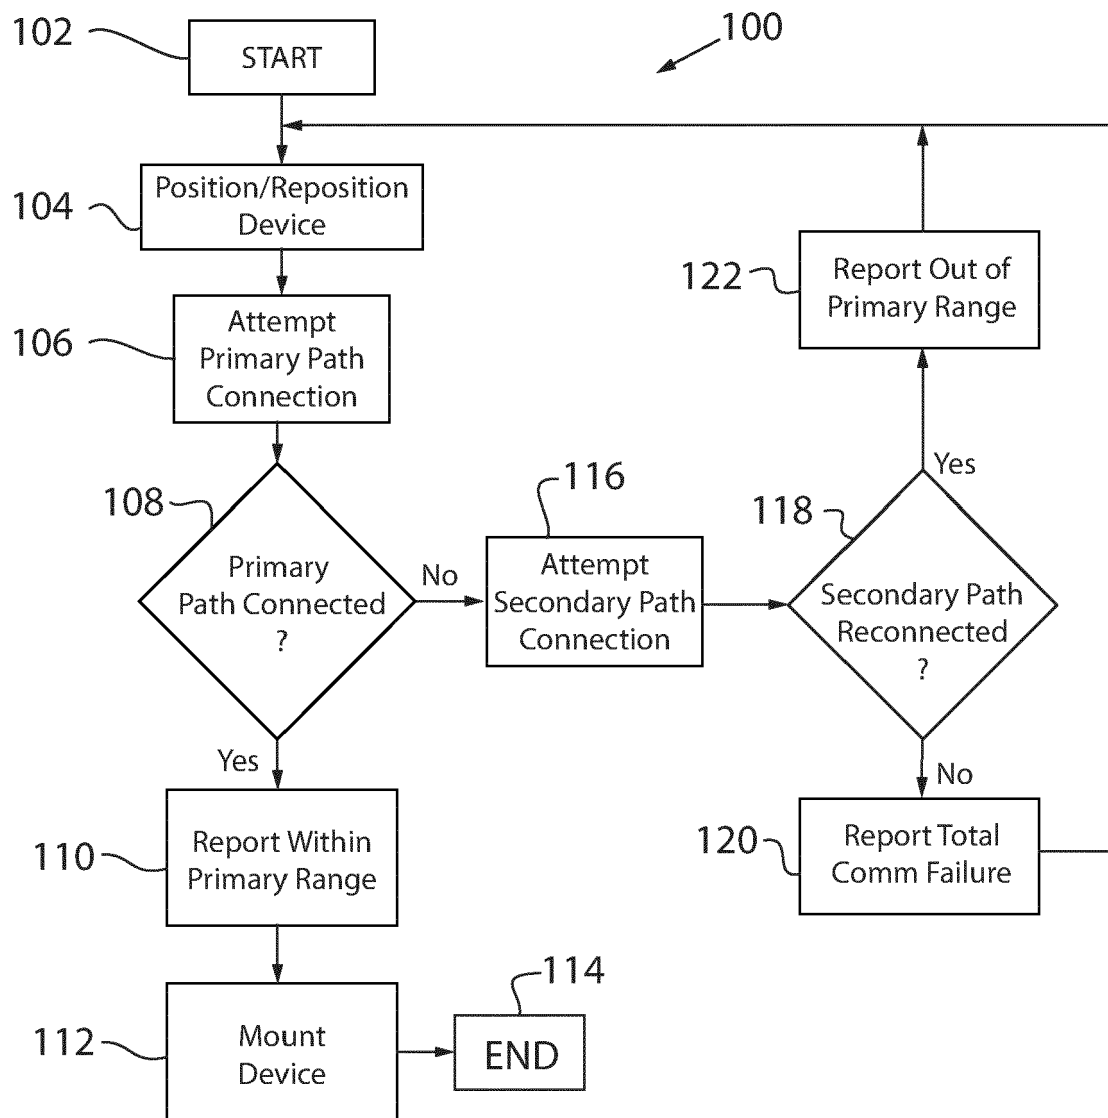 102
START
100
104
Position/Reposition
Device
106
Attempt
Primary Path
Connection
108
Primary
Path Connected
?
No
116
Attempt
Secondary Path
Connection
118
Secondary Path
Reconnected
?
Yes
122
Report Out of
Primary Range
No
120
Report Total
Comm Failure
Yes
110
Report Within
Primary Range
112
Mount
Device
114
END